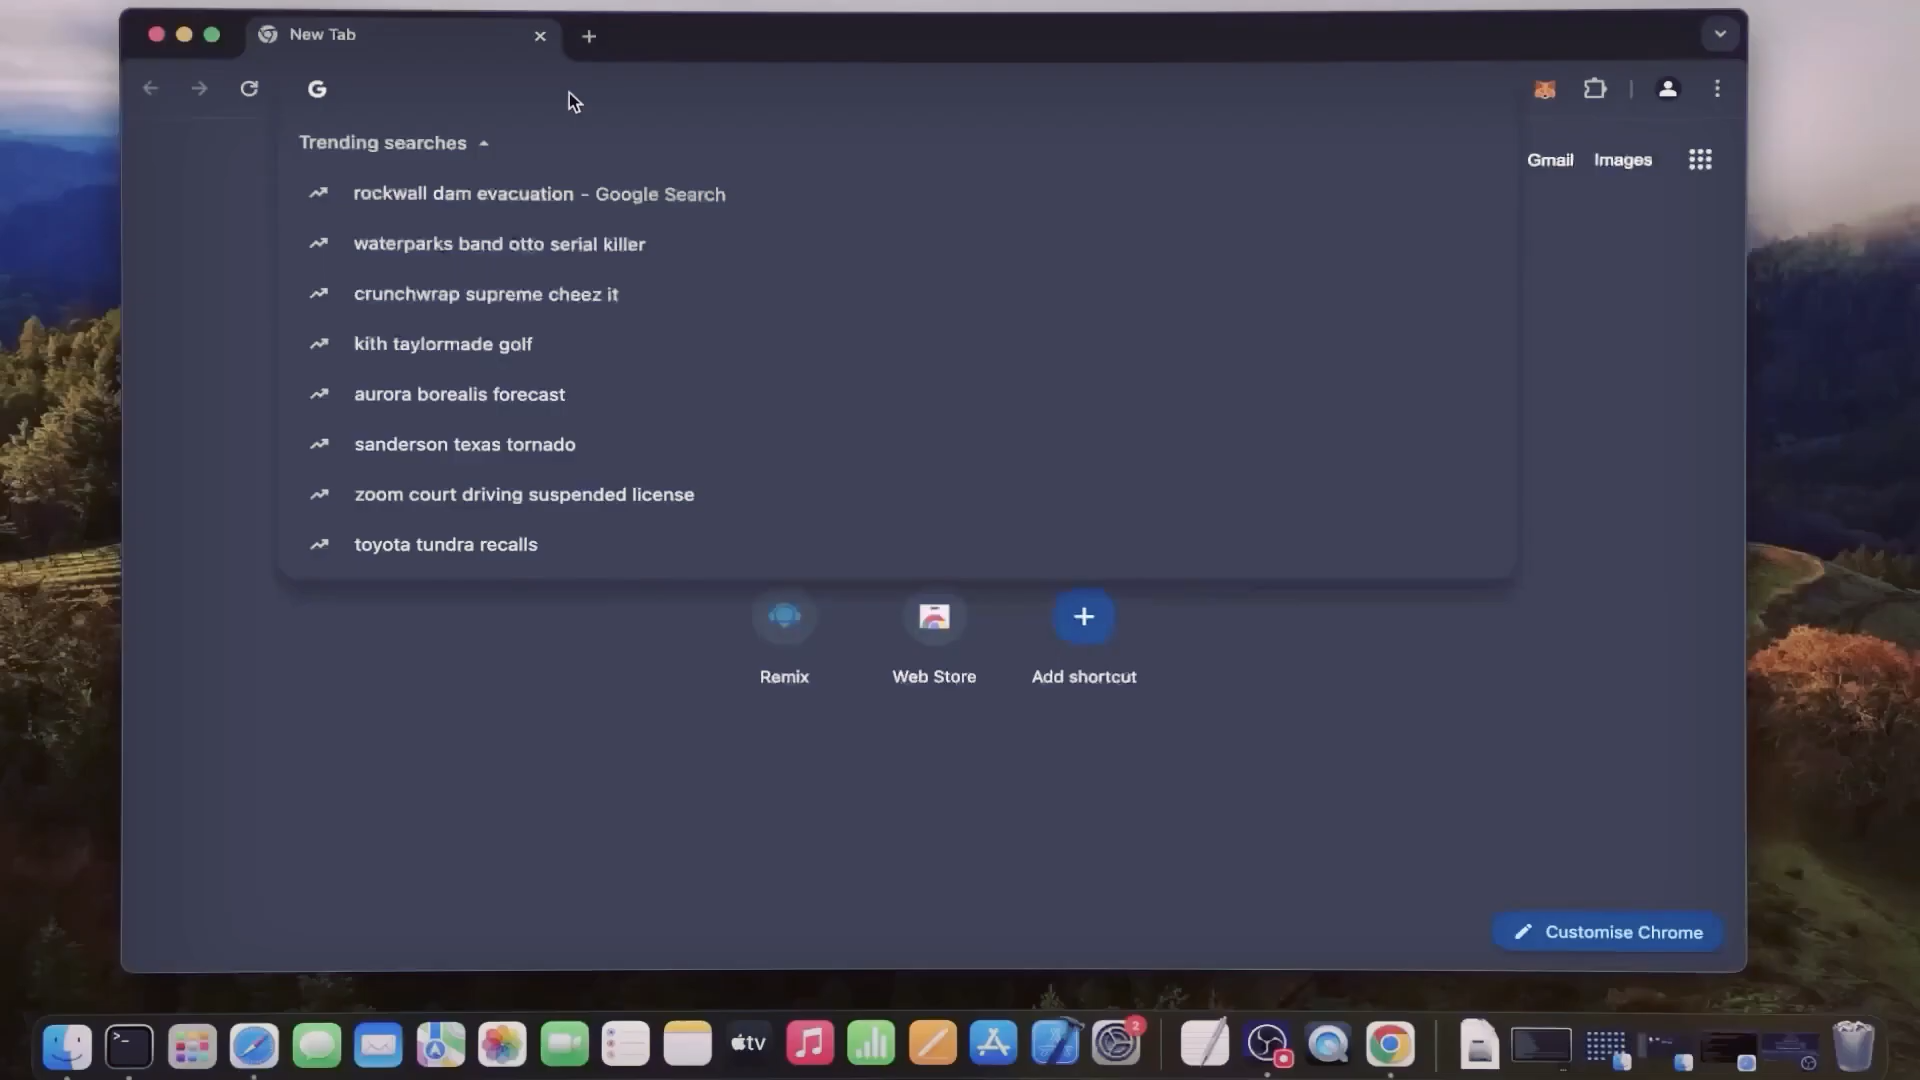 New Tab
G
Trending searches
Gmail Images
rockwall dam evacuation - Google Search
waterparks band otto serial killer
crunchwrap supreme cheez it
kith taylormade golf
aurora borealis forecast
sanderson texas tornado
zoom court driving suspended license
toyota tundra recalls
Remix Web Store Add shortcut
Customise Chrome
tv
2